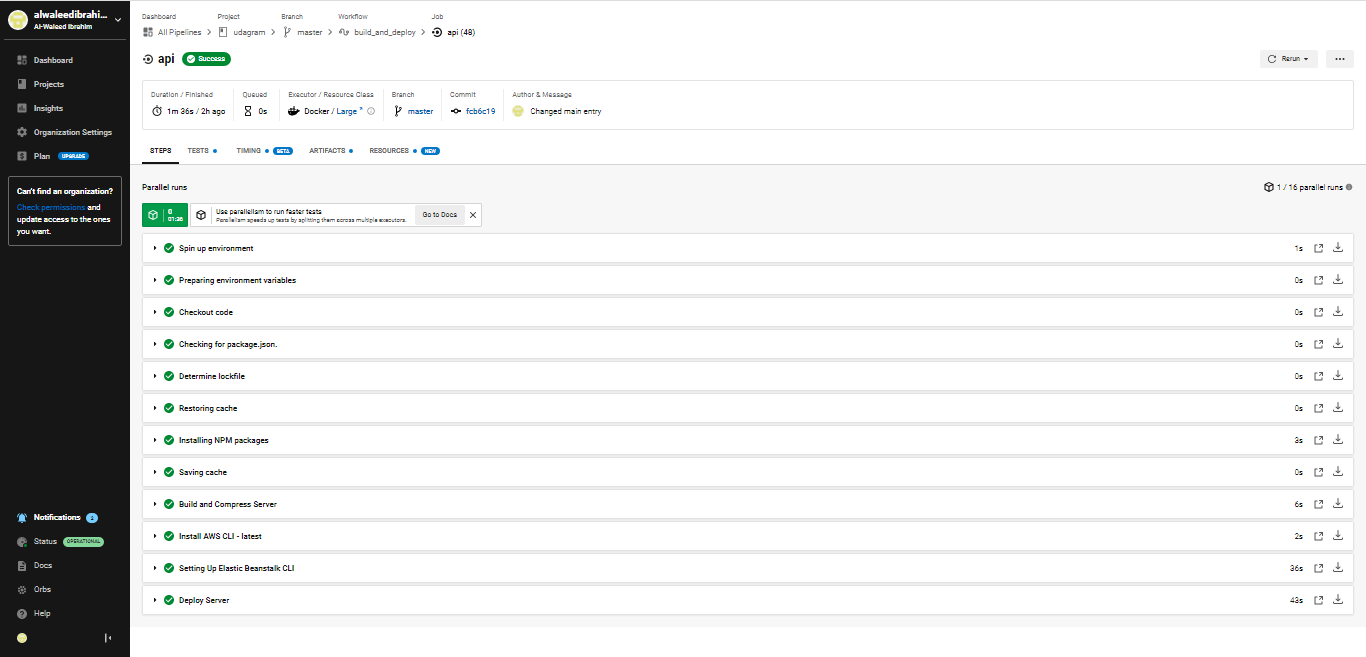 alwaleedibrahi...
Al-Waleed Ibrahim
Dashboard
Projects
Insights
Organization Settings
Plan UPGRADE
Can't find an organization?
Check permissions and
update access to the ones
you want.
Notifications 2
Status OPERATIONAL
Docs
Orbs
Help
Dashboard Project Branch Workflow Job
All Pipelines udagram master build_and_deploy api (48)
api Success Rerun
Duration / Finished Queued Executor / Resource Class Branch Commit Author & Message
1m 36s / 2h ago 0s Docker / Large master fcb6c19 Changed main entry
STEPS TESTS TIMING BETA ARTIFACTS RESOURCES NEW
Parallel runs 1 / 16 parallel runs
0
01:36
Use parallelism to run faster tests
Parallelism speeds up tests by splitting them across multiple executors.
Go to Docs
Spin up environment 1s
Preparing environment variables 0s
Checkout code 0s
Checking for package.json. 0s
Determine lockfile 0s
Restoring cache 0s
Installing NPM packages 3s
Saving cache 0s
Build and Compress Server 6s
Install AWS CLI - latest 2s
Setting Up Elastic Beanstalk CLI 36s
Deploy Server 43s